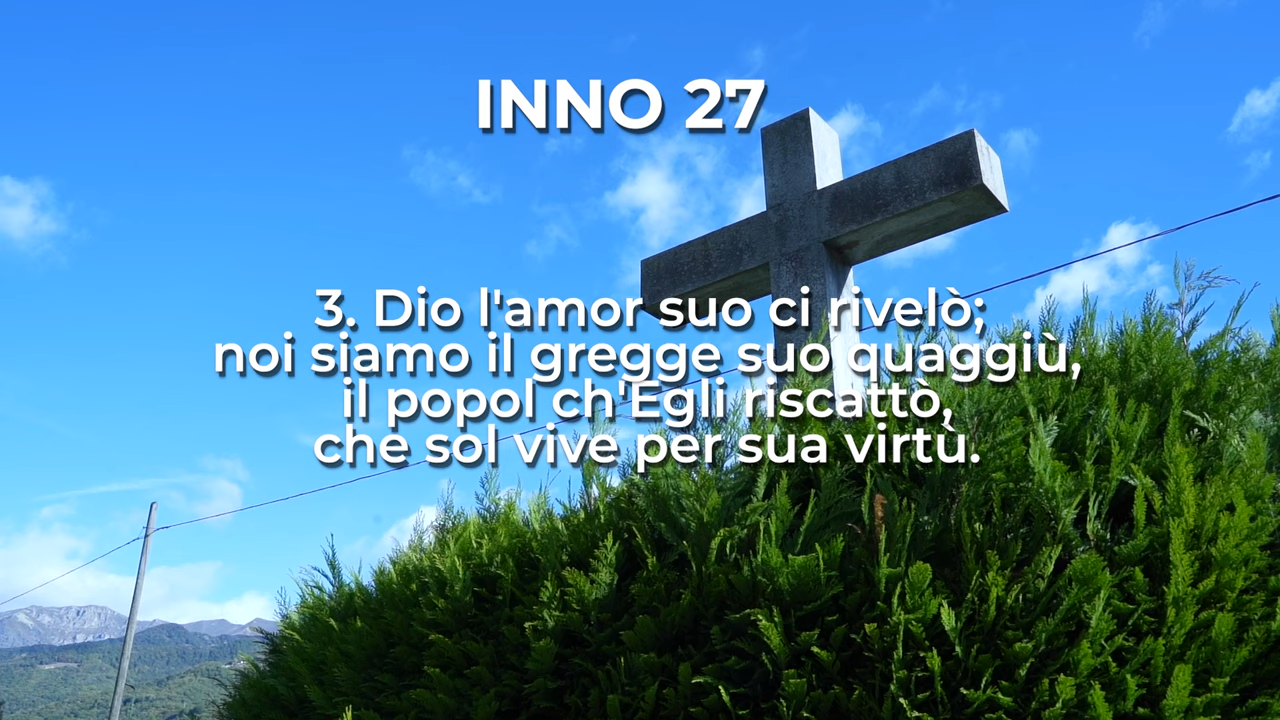 INNO 27
3. Dio l'amor suo ci rivelò;
noi siamo il gregge suo quaggiù,
il popol ch'Egli riscattò,
che sol vive per sua virtù.